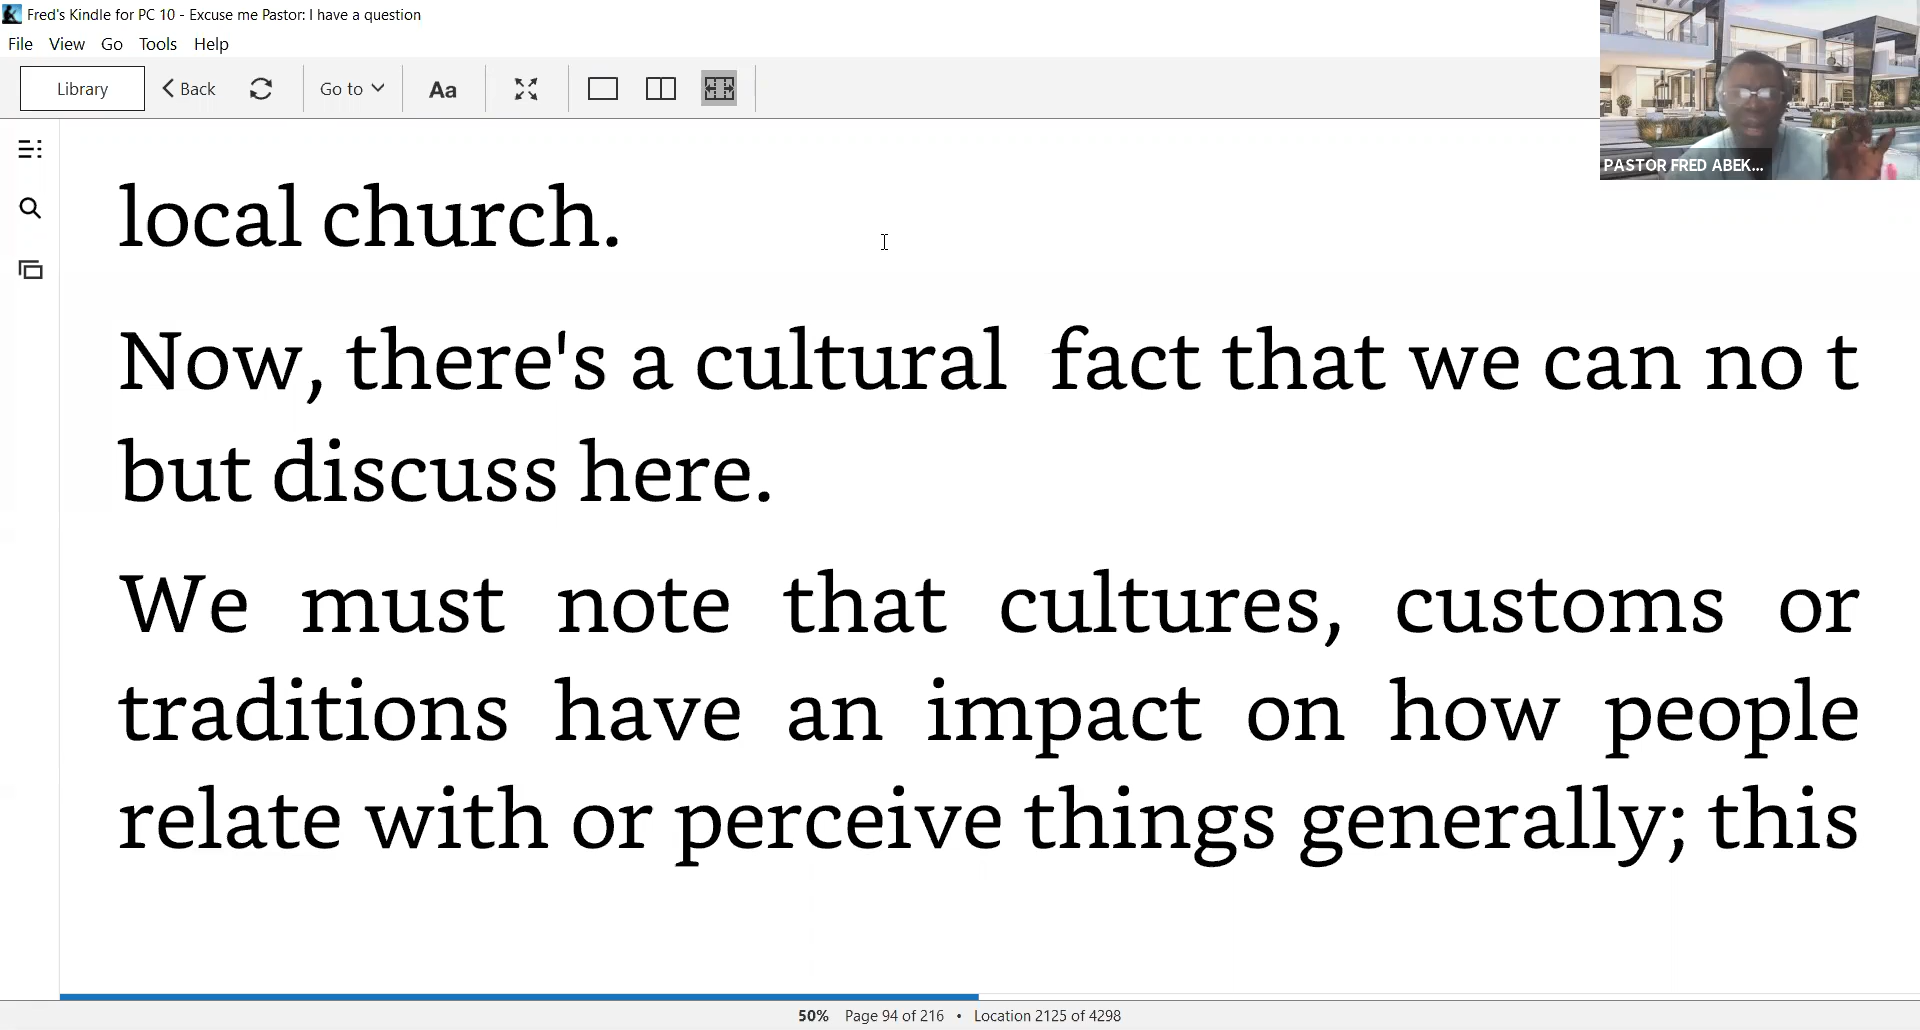 Fred's Kindle for PC 10 - Excuse me Pastor: I have a question
File View Go Tools Help
Library Back Go to Aa
PASTOR FRED ABEK...
local church.
Now, there's a cultural fact that we can no t
but discuss here.
We must note that cultures, customs or
traditions have an impact on how people
relate with or perceive things generally; this
50% Page 94 of 216 • Location 2125 of 4298